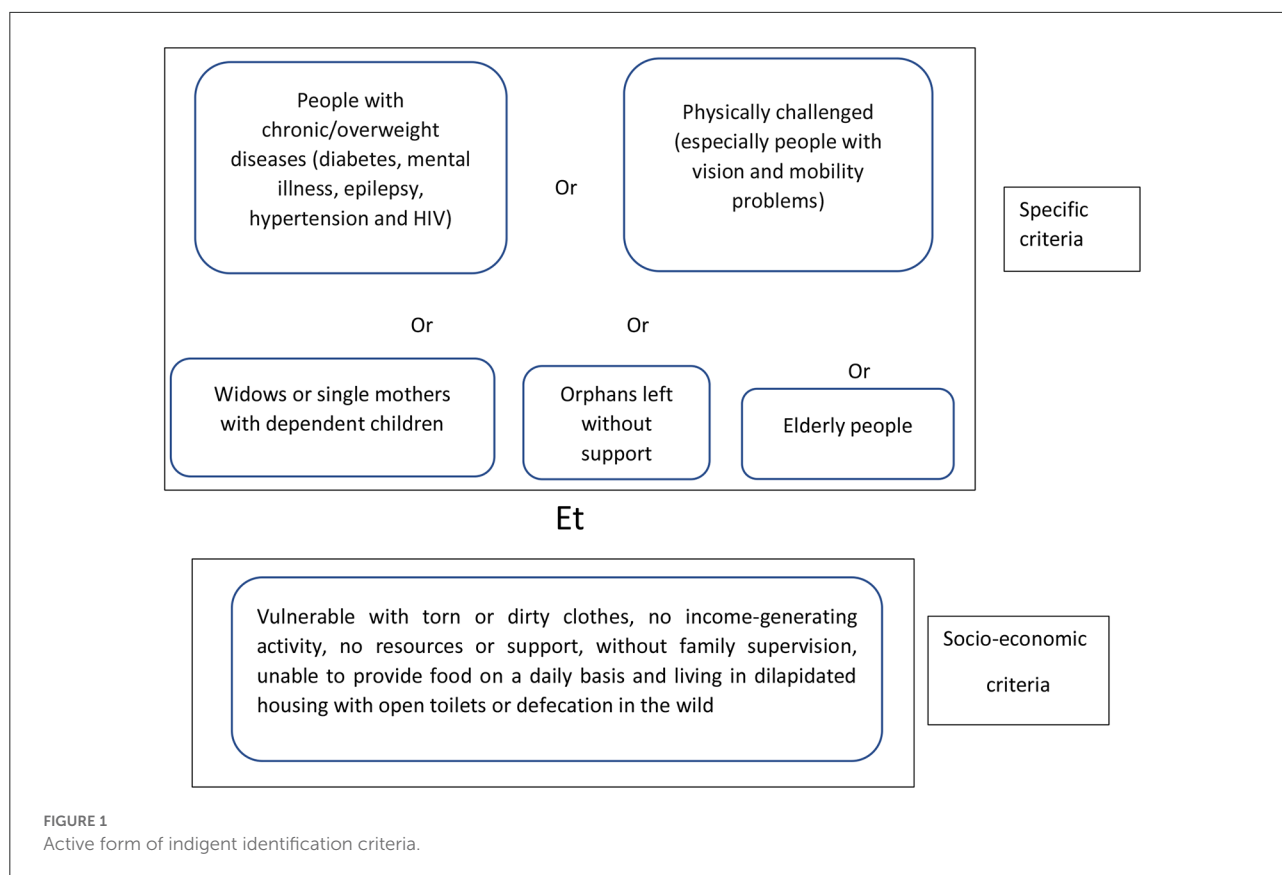 People with
chronic/overweight
diseases (diabetes, mental
illness, epilepsy,
hypertension and HIV)
Or
Physically challenged
(especially people with
vision and mobility
problems)
Specific
criteria
Or
Or
Or
Widows or single mothers
with dependent children
Orphans left
without
support
Elderly people
Et
Vulnerable with torn or dirty clothes, no income-generating
activity, no resources or support, without family supervision,
unable to provide food on a daily basis and living in dilapidated
housing with open toilets or defecation in the wild
Socio-economic
criteria
FIGURE 1
Active form of indigent identification criteria.